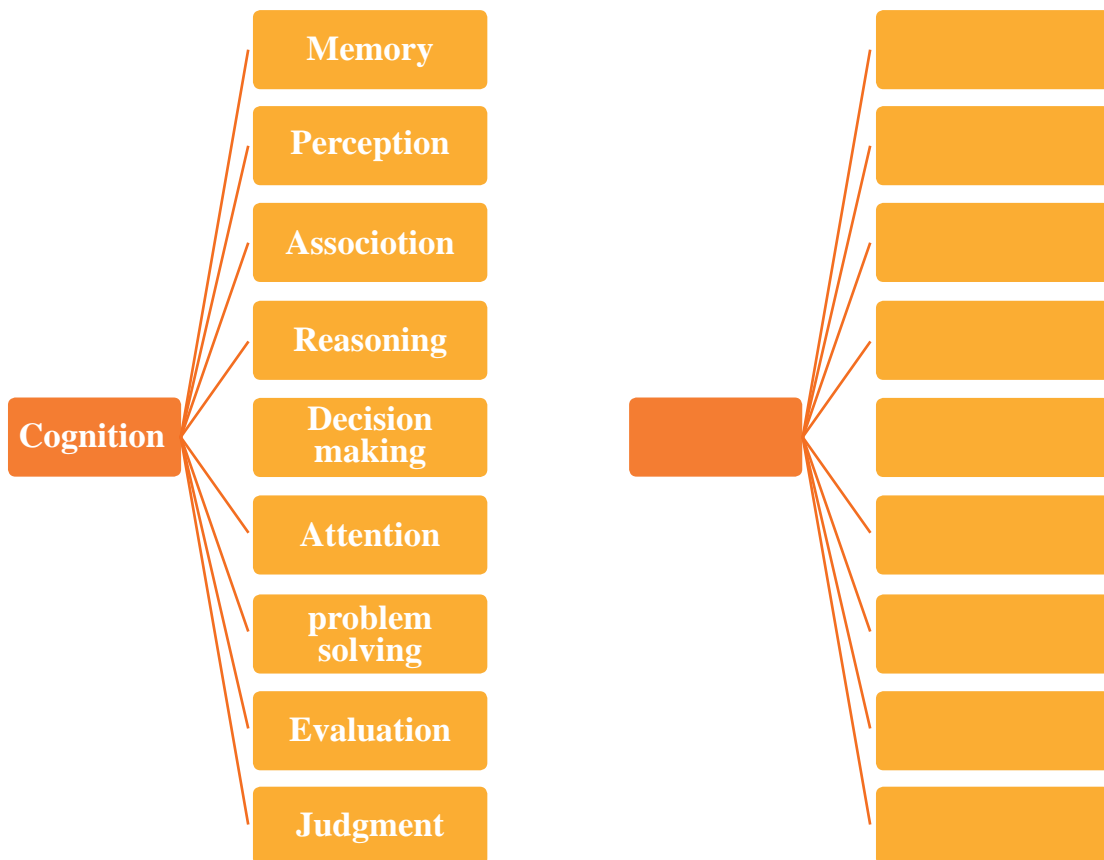 Memory
Perception
Associotion
Reasoning
Cognition
Decision
making
Attention
problem
solving
Evaluation
Judgment